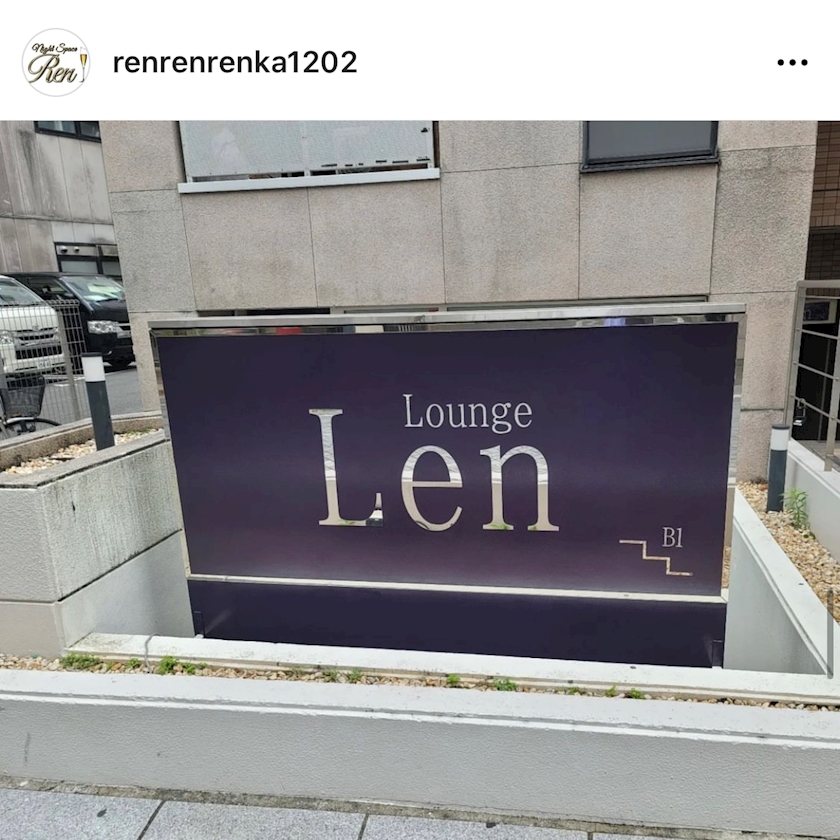 Night Space
Ren
renrenrenka1202
Lounge
Len
B1